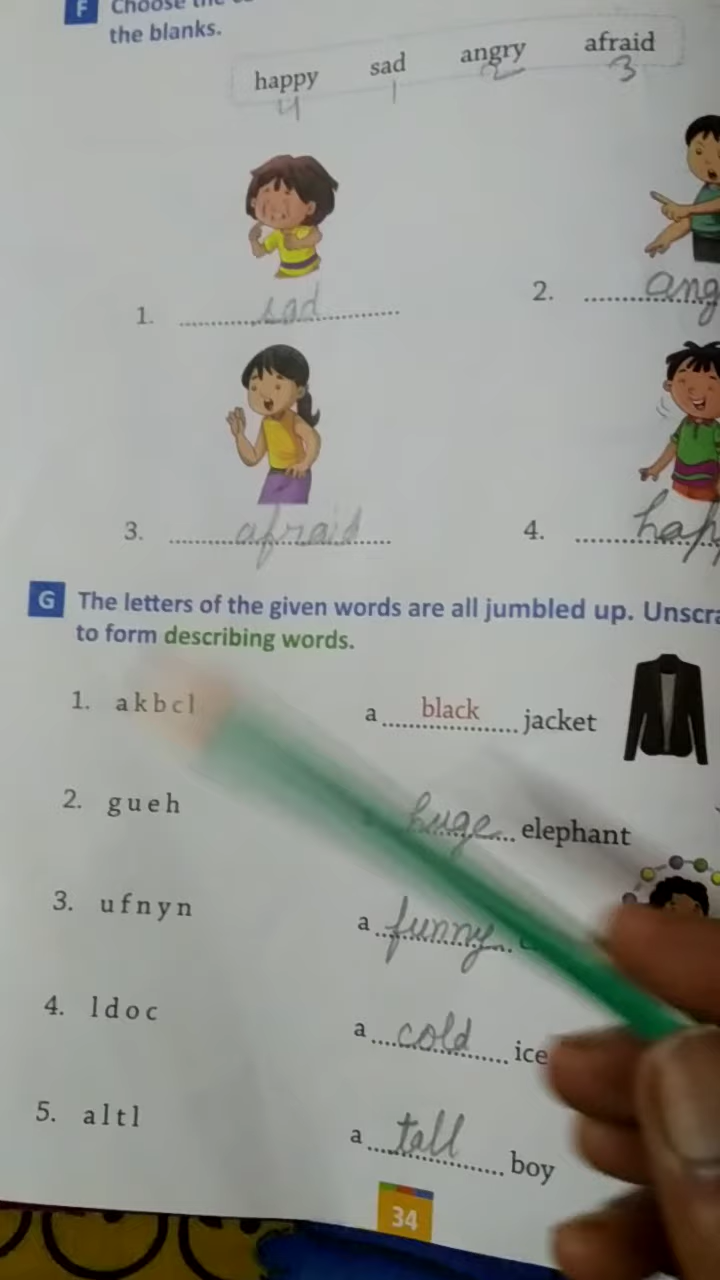 F Choose the
the blanks.
happy sad angry afraid
4 1 2 3
1. sad 2. ang
3. afraid 4. hap
G The letters of the given words are all jumbled up. Unscra
to form describing words.
1. a k b c l a black jacket
2. g u e h huge elephant
3. u f n y n a funny
4. l d o c a cold ice
5. a l t l a tall boy
34